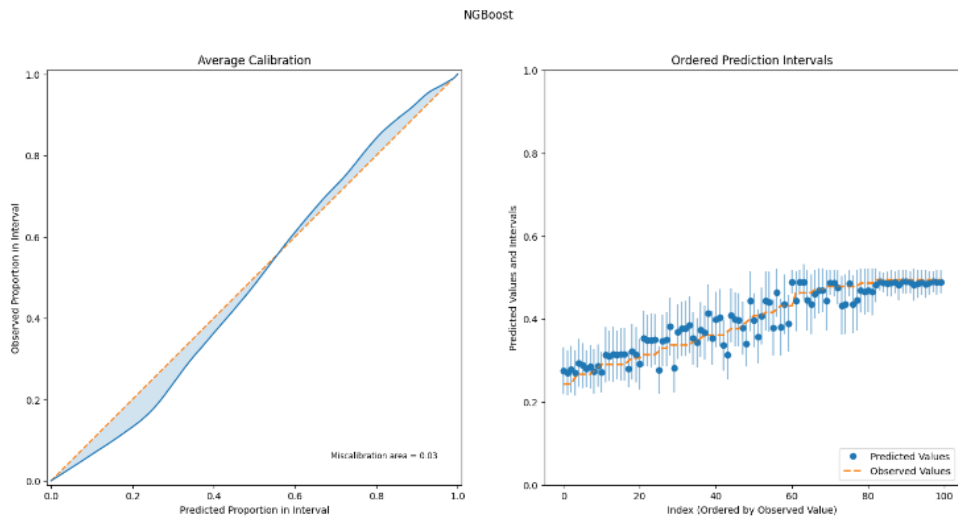 NGBoost
Average Calibration
Observed Proportion in Interval
1.0
0.8
0.6
0.4
0.2
0.0
Miscalibration area = 0.03
0.0 0.2 0.4 0.6 0.8 1.0
Predicted Proportion in Interval
Ordered Prediction Intervals
Predicted Values and Intervals
1.0
0.8
0.6
0.4
0.2
0.0
Predicted Values
Observed Values
0 20 40 60 80 100
Index (Ordered by Observed Value)